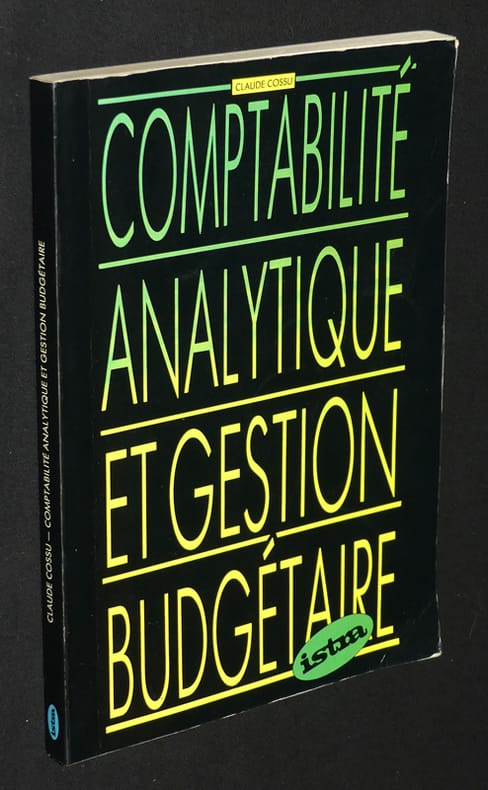 CLAUDE COSSU
COMPTABILITÉ
ANALYTIQUE
ET GESTION
BUDGÉTAIRE
istra
CLAUDE COSSU — COMPTABILITÉ ANALYTIQUE ET GESTION BUDGÉTAIRE
istra